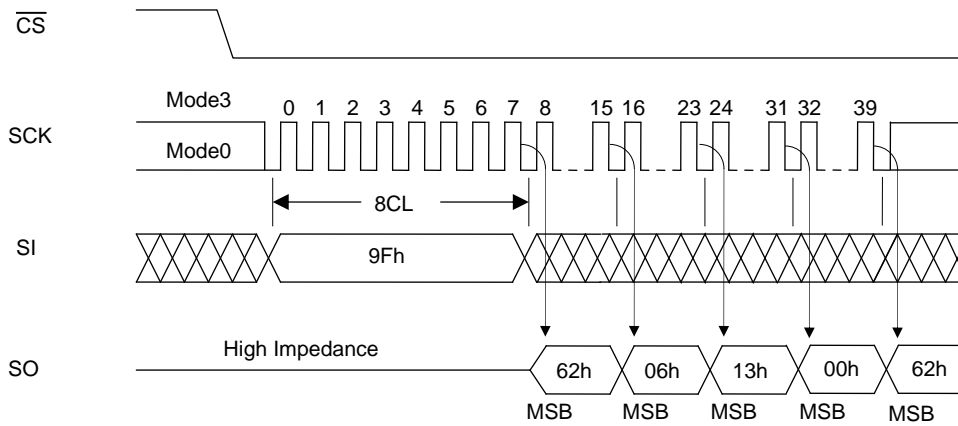 CS
Mode3
0 1 2 3 4 5 6 7 8 15 16 23 24 31 32 39
SCK
Mode0
8CL
SI
9Fh
High Impedance
SO
62h 06h 13h 00h 62h
MSB MSB MSB MSB MSB